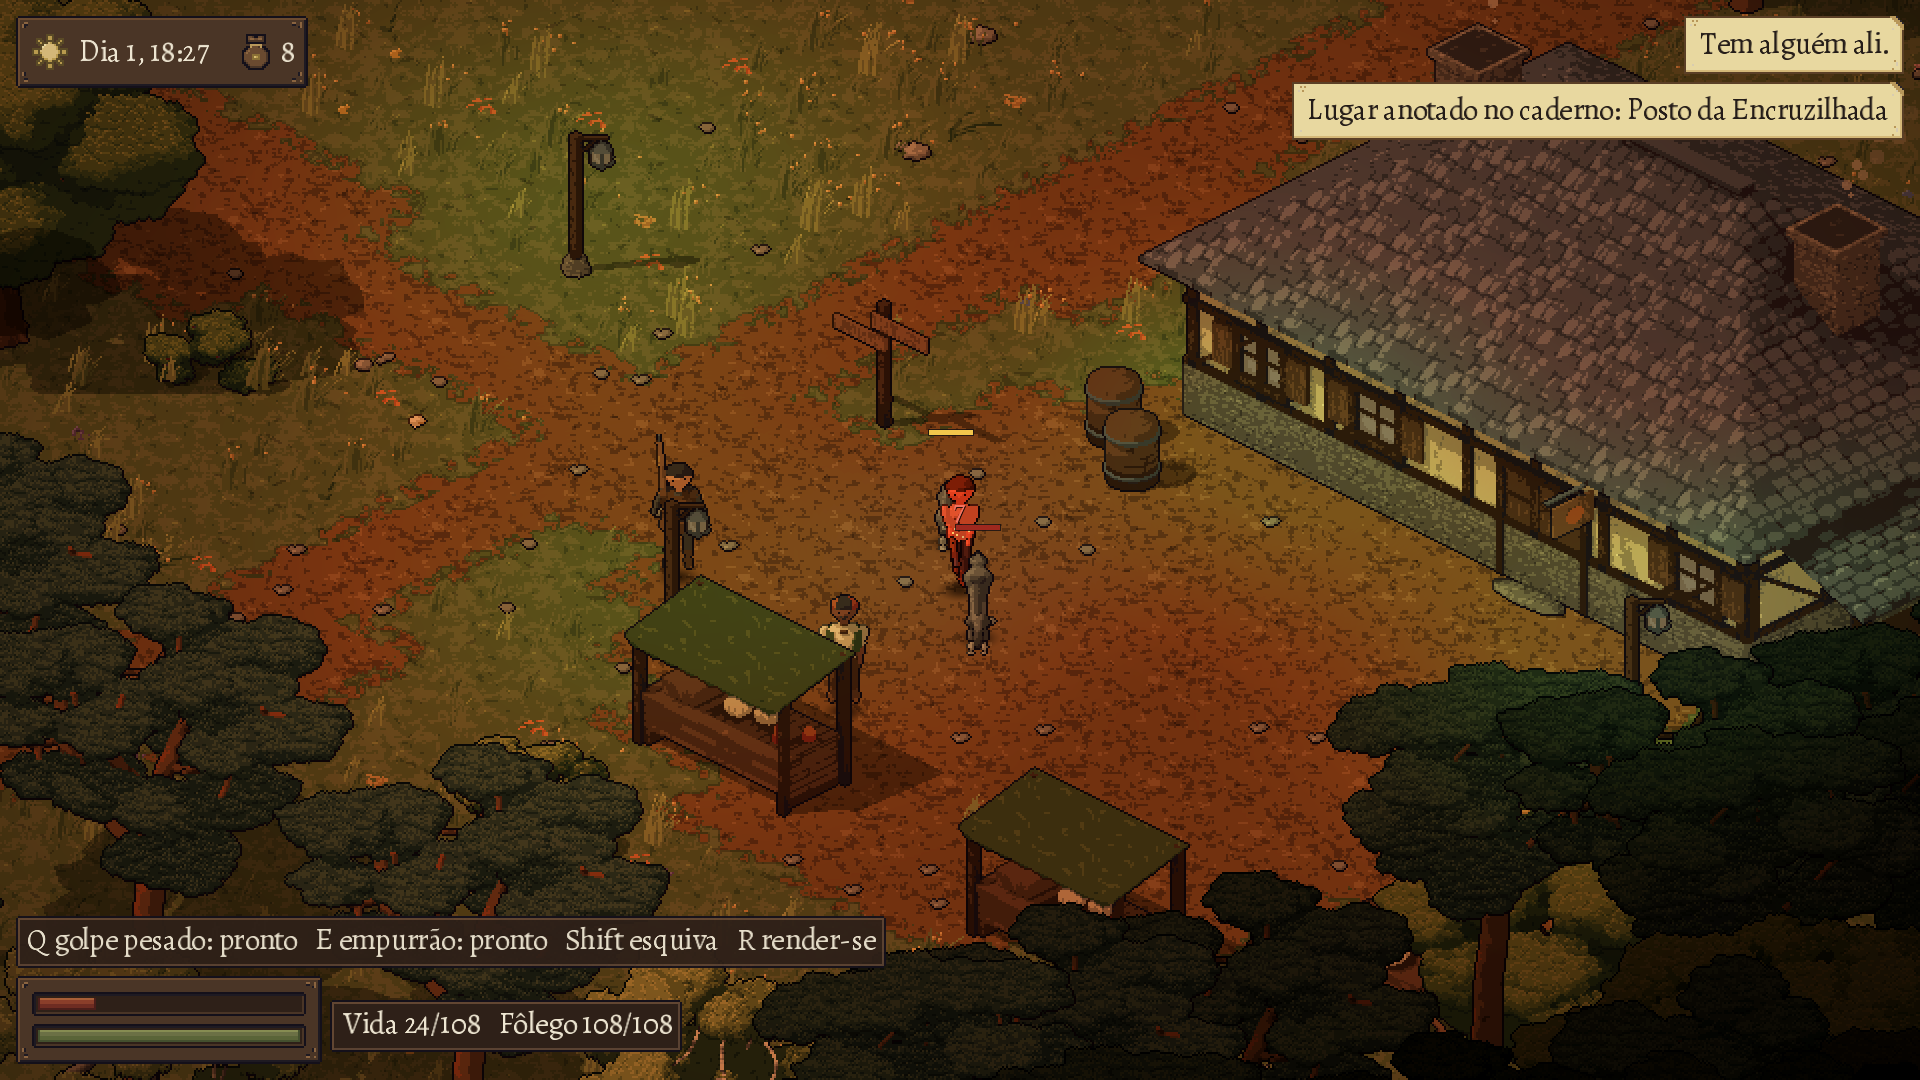 Dia 1, 18:27
8
Tem alguém ali.
Lugar anotado no caderno: Posto da Encruzilhada
Q golpe pesado: pronto E empurrão: pronto Shift esquiva R render-se
Vida 24/108 Fôlego 108/108